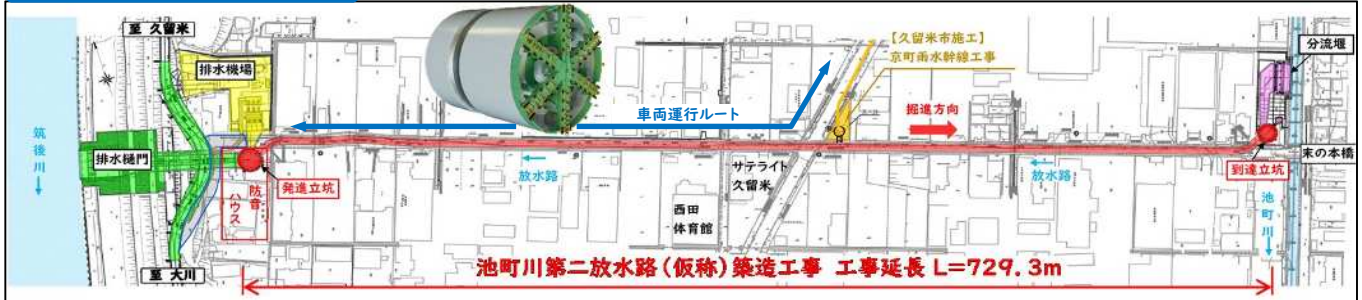 至 久留米
排水機場
【久留米市施工】
京町雨水幹線工事
分流堰
車両運行ルート
掘進方向
筑後川
排水樋門
発進立坑
防音
ハウス
放水路
サテライト
久留米
放水路
末の本橋
到達立坑
西田
体育館
池町川
至 大川
池町川第二放水路(仮称)築造工事 工事延長 L=729.3m